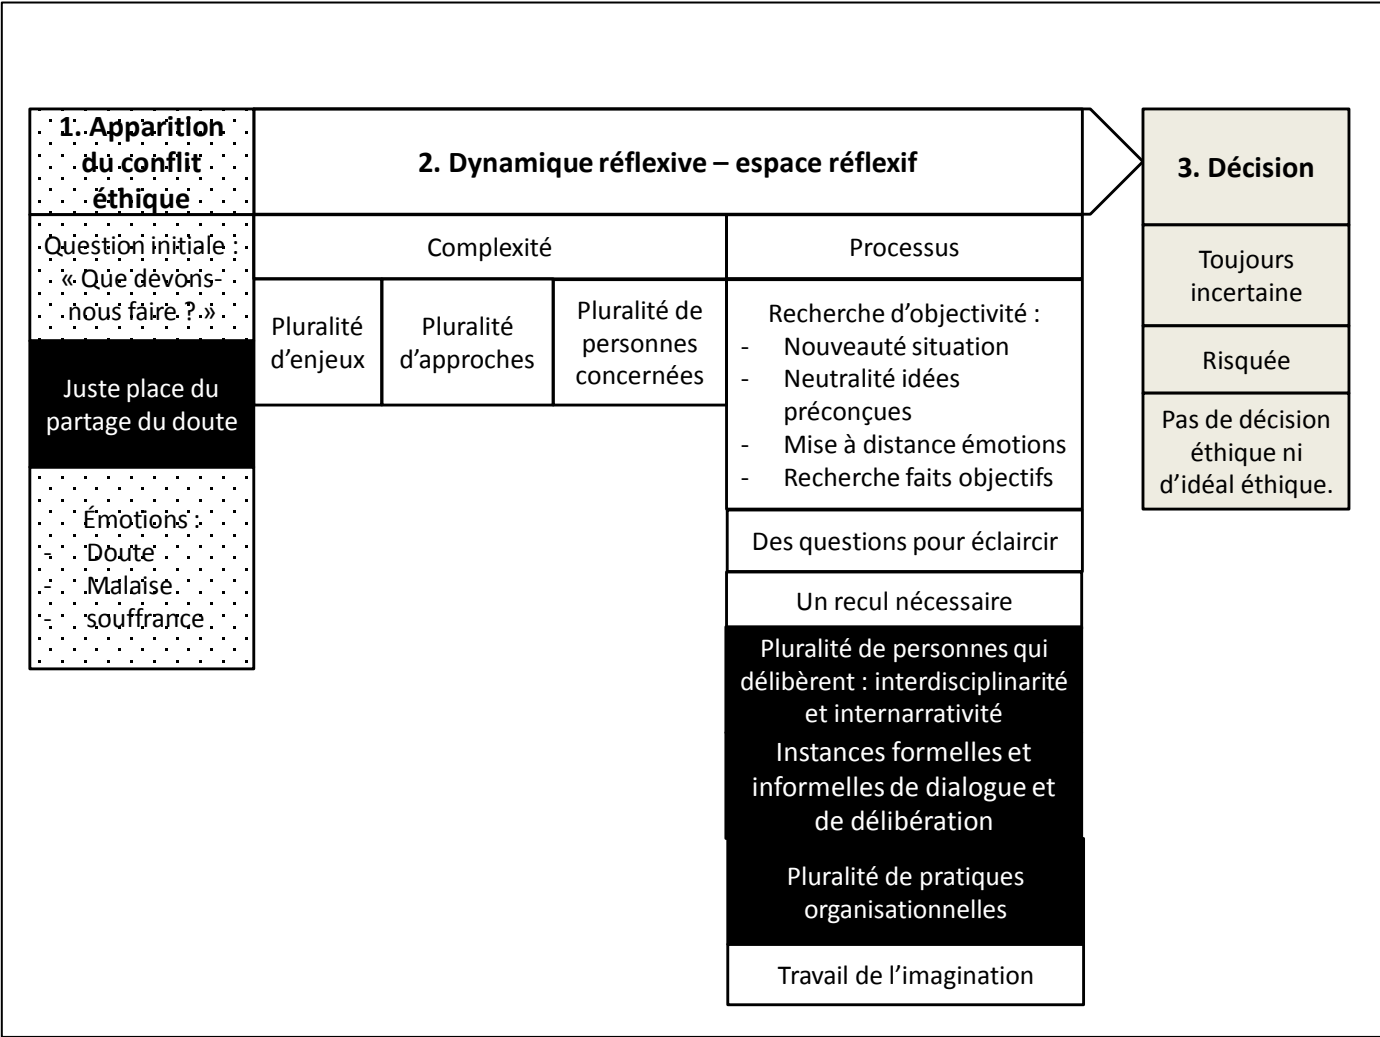 1. Apparition
du conflit
éthique
2. Dynamique réflexive – espace réflexif
3. Décision
Question initiale :
« Que devons-
nous faire ? »
Juste place du
partage du doute
Émotions :
- Doute
- Malaise
- souffrance
Complexité
Pluralité
d’enjeux
Pluralité
d’approches
Pluralité de
personnes
concernées
Processus
Recherche d’objectivité :
- Nouveauté situation
- Neutralité idées
préconçues
- Mise à distance émotions
- Recherche faits objectifs
Des questions pour éclaircir
Un recul nécessaire
Pluralité de personnes qui
délibèrent : interdisciplinarité
et internarrativité
Instances formelles et
informelles de dialogue et
de délibération
Pluralité de pratiques
organisationnelles
Travail de l’imagination
Toujours
incertaine
Risquée
Pas de décision
éthique ni
d’idéal éthique.